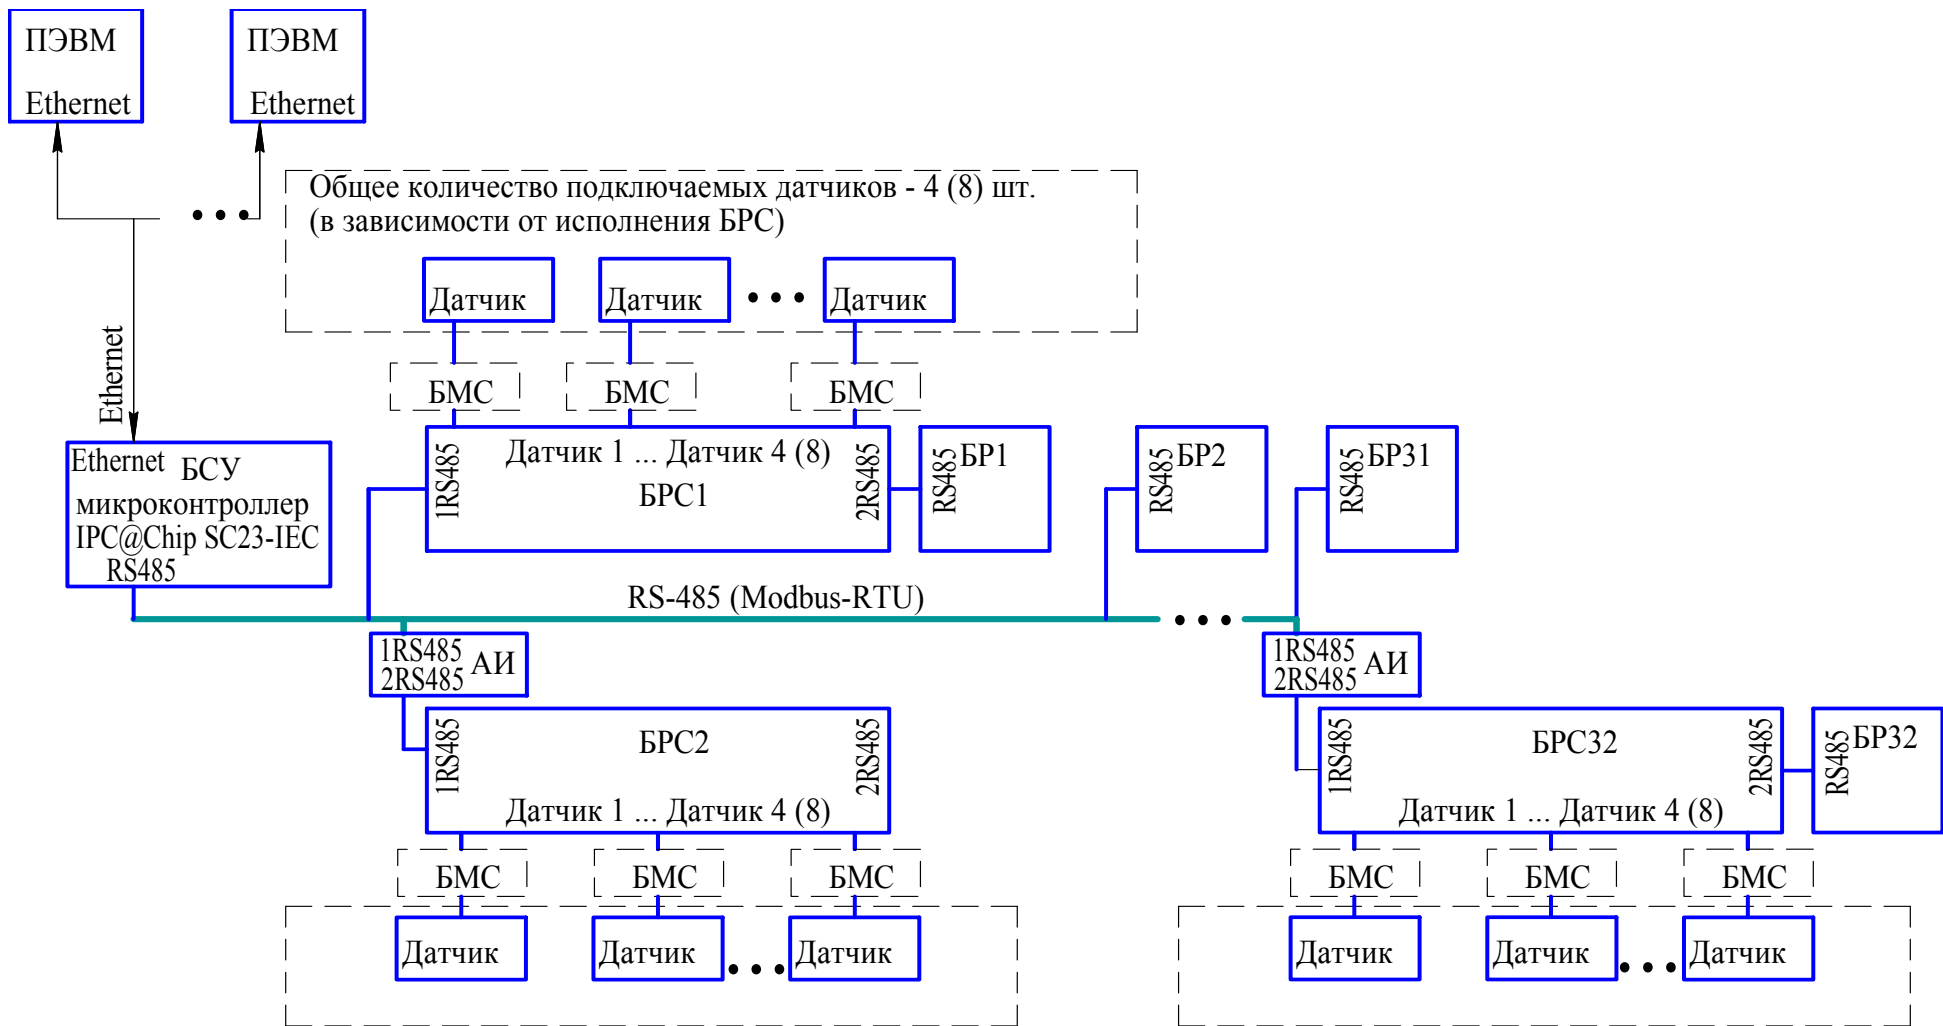 ПЭВМ
Ethernet
ПЭВМ
Ethernet
Общее количество подключаемых датчиков - 4 (8) шт.
(в зависимости от исполнения БРС)
Датчик
Датчик
Датчик
Ethernet
БМС
БМС
БМС
Ethernet БСУ
микроконтроллер
IPC@Chip SC23-IEC
RS485
1RS485
Датчик 1 ... Датчик 4 (8)
БРС1
2RS485
RS485
БР1
RS485
БР2
RS485
БР31
RS-485 (Modbus-RTU)
1RS485
2RS485
АИ
1RS485
2RS485
АИ
1RS485
БРС2
2RS485
Датчик 1 ... Датчик 4 (8)
1RS485
БРС32
2RS485
Датчик 1 ... Датчик 4 (8)
RS485
БР32
БМС
БМС
БМС
БМС
БМС
БМС
Датчик
Датчик
Датчик
Датчик
Датчик
Датчик